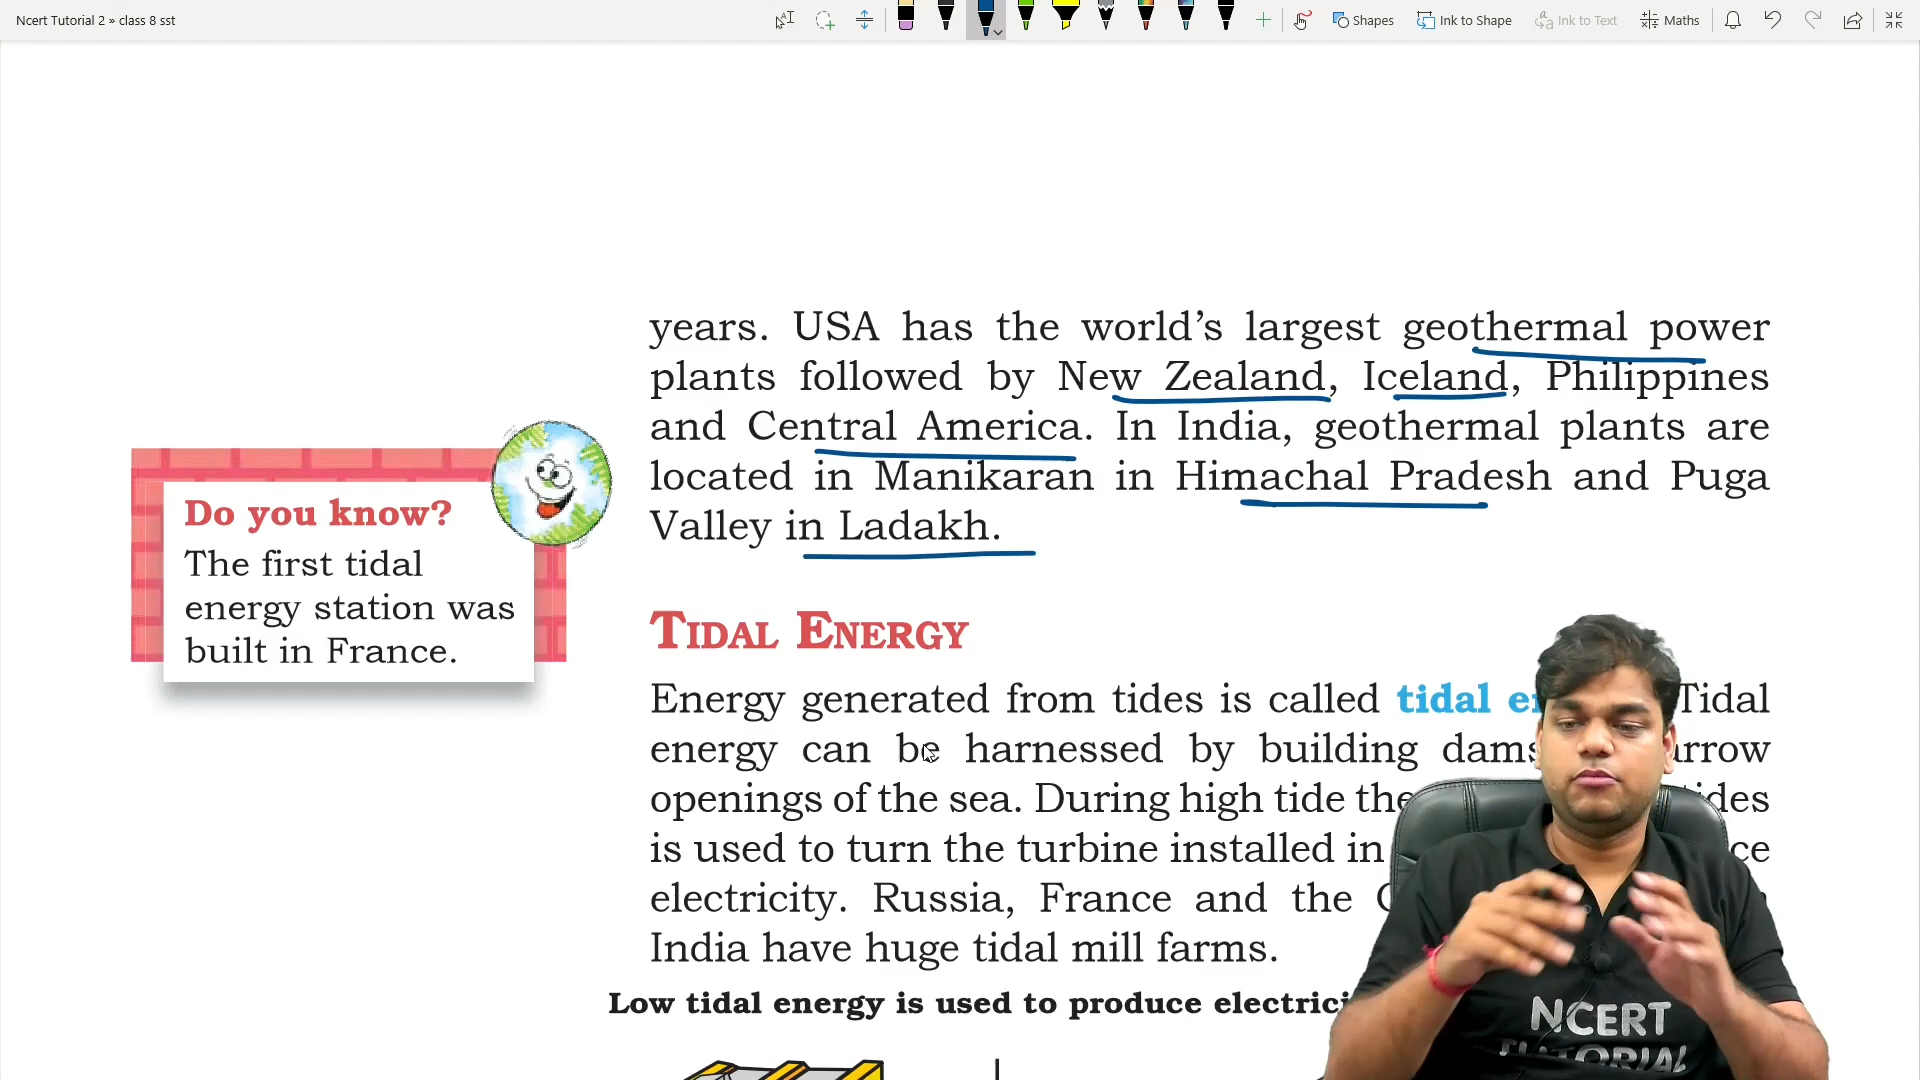 Ncert Tutorial 2 » class 8 sst
Shapes
Ink to Shape
Ink to Text
Maths
years. USA has the world's largest geothermal power
plants followed by New Zealand, Iceland, Philippines
and Central America. In India, geothermal plants are
located in Manikaran in Himachal Pradesh and Puga
Valley in Ladakh.
Do you know?
The first tidal
energy station was
built in France.
TIDAL ENERGY
Energy generated from tides is called tidal Tidal
energy can be harnessed by building dams
openings of the sea. During high tide
is used to turn the turbine installed in
electricity. Russia, France and the
India have huge tidal mill farms.
Low tidal energy is used to produce
NCERT
TUTORIAL